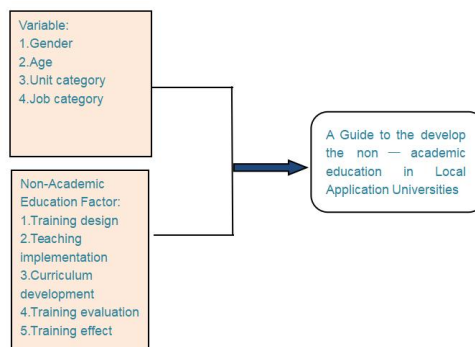 Variable:
1.Gender
2.Age
3.Unit category
4.Job category
Non-Academic
Education Factor:
1.Training design
2.Teaching
implementation
3.Curriculum
development
4.Training evaluation
5.Training effect
A Guide to the develop
the non — academic
education in Local
Application Universities